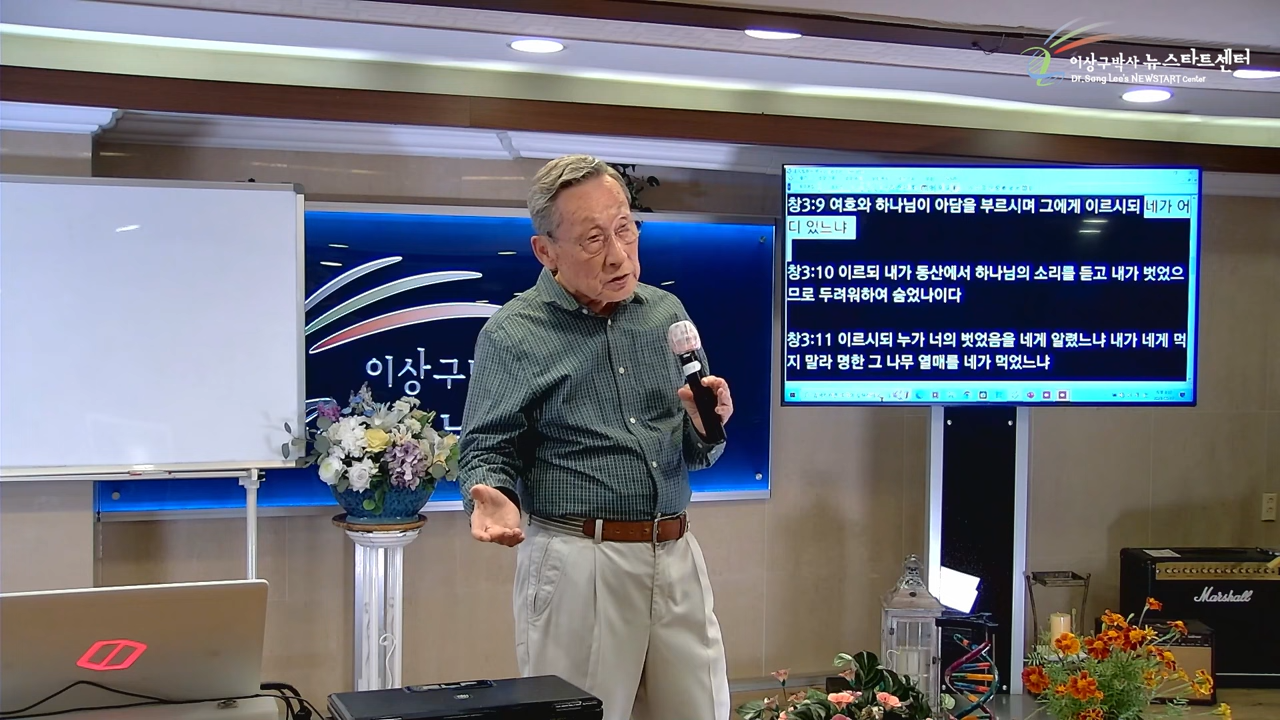 이상구박사 뉴스타트센터
Dr. Sang Lee's NEWSTART Center
창3:9 여호와 하나님이 아담을 부르시며 그에게 이르시되 네가 어
디 있느냐
창3:10 이르되 내가 동산에서 하나님의 소리를 듣고 내가 벗었으
므로 두려워하여 숨었나이다
창3:11 이르시되 누가 너의 벗었음을 네게 알렸느냐 내가 네게 먹
지 말라 명한 그 나무 열매를 네가 먹었느냐
이상구
Marshall